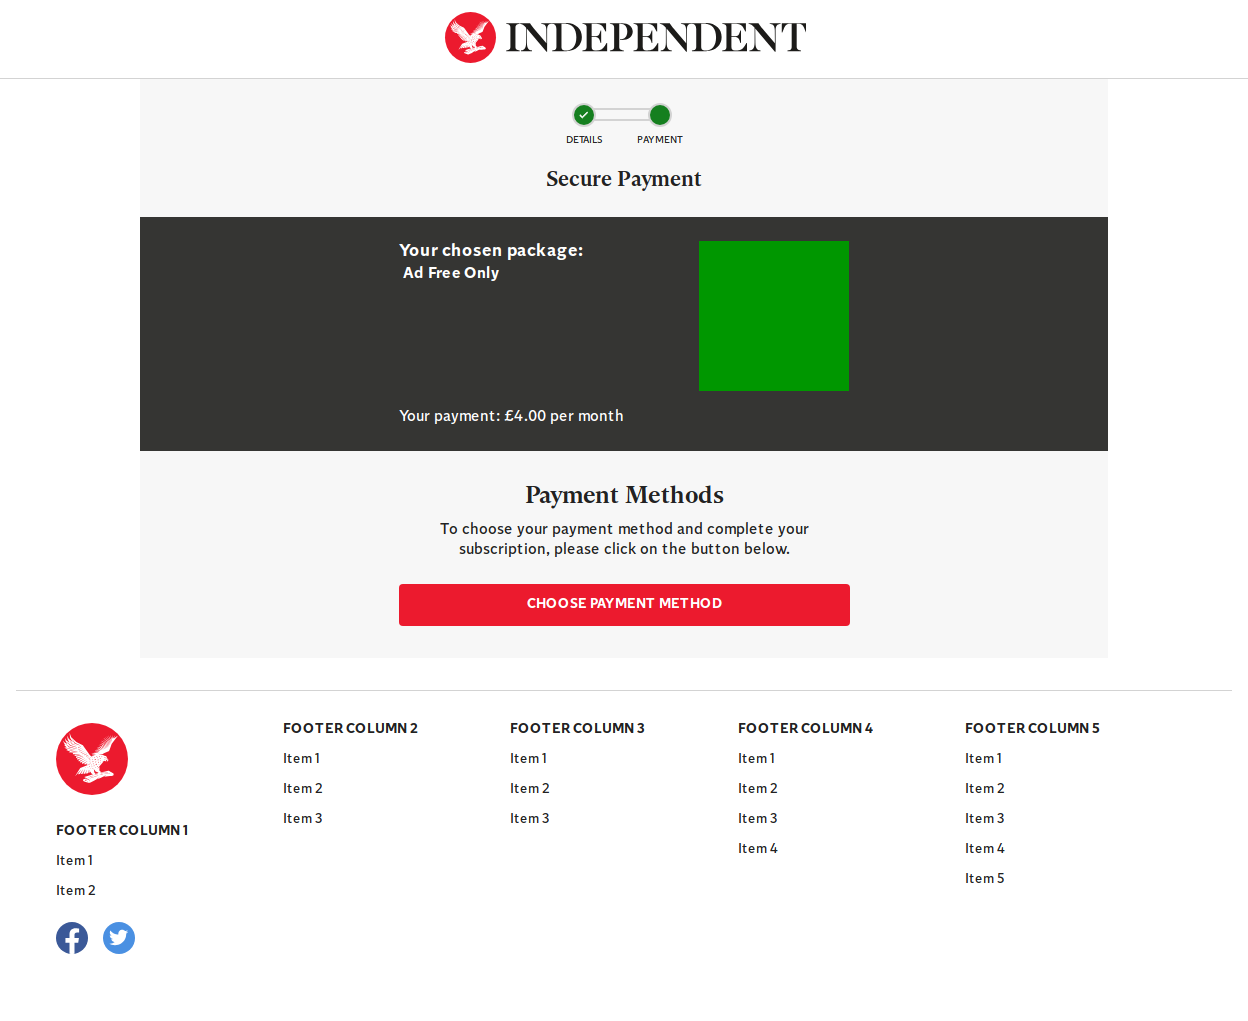 INDEPENDENT
DETAILS PAYMENT
Secure Payment
Your chosen package:
Ad Free Only
Your payment: £4.00 per month
Payment Methods
To choose your payment method and complete your
subscription, please click on the button below.
CHOOSE PAYMENT METHOD
FOOTER COLUMN 1
Item 1
Item 2
FOOTER COLUMN 2
Item 1
Item 2
Item 3
FOOTER COLUMN 3
Item 1
Item 2
Item 3
FOOTER COLUMN 4
Item 1
Item 2
Item 3
Item 4
FOOTER COLUMN 5
Item 1
Item 2
Item 3
Item 4
Item 5